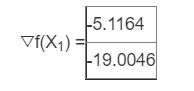 -5.1164
▽f(X₁) =
-19.0046